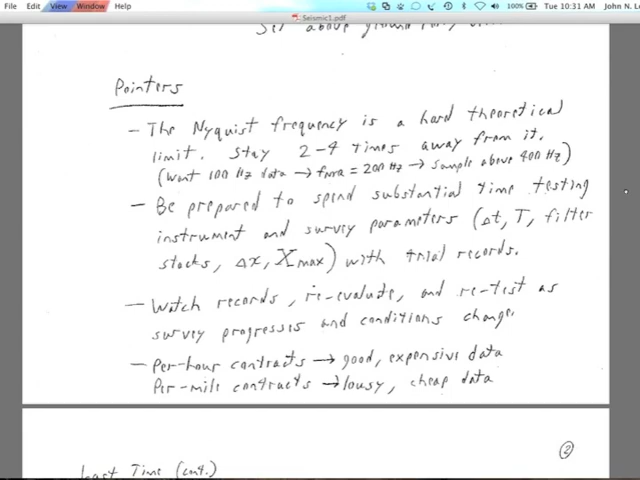 File Edit View Window Help 100% Tue 10:31 AM John N. L
Seismic1.pdf
Set above ground
Pointers
- The Nyquist frequency is a hard theoretical
limit. Stay 2-4 times away from it.
(Want 100 Hz data → → Sample above 400 Hz)
- Be prepared to spend substantial time testing
instrument and survey parameters (Δt, T, filter
stacks, Δx, Xmax) with trial records.
- Watch records, re-evaluate, and re-test as
survey progresses and conditions change.
- Per-hour contracts → good, expensive data
Per-mile contracts → lousy, cheap data
2
Last Time (cont.)